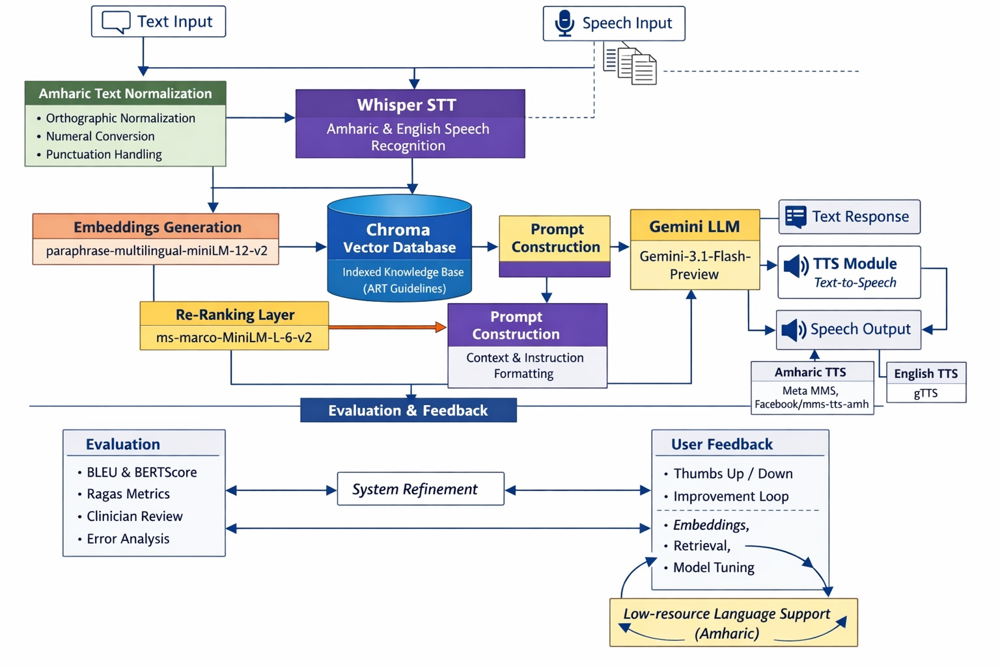 Text Input
Speech Input
Amharic Text Normalization
• Orthographic Normalization
• Numeral Conversion
• Punctuation Handling
Whisper STT
Amharic & English Speech
Recognition
Embeddings Generation
paraphrase-multilingual-miniLM-12-v2
Chroma
Vector Database
Indexed Knowledge Base
(ART Guidelines)
Prompt
Construction
Gemini LLM
Gemini-3.1-Flash-
Preview
Text Response
TTS Module
Text-to-Speech
Re-Ranking Layer
ms-marco-MiniLM-L-6-v2
Prompt
Construction
Context & Instruction
Formatting
Speech Output
Amharic TTS
Meta MMS,
Facebook/mms-tts-amh
English TTS
gTTS
Evaluation & Feedback
Evaluation
• BLEU & BERTScore
• Ragas Metrics
• Clinician Review
• Error Analysis
System Refinement
User Feedback
• Thumbs Up / Down
• Improvement Loop
• Embeddings,
• Retrieval,
• Model Tuning
Low-resource Language Support
(Amharic)